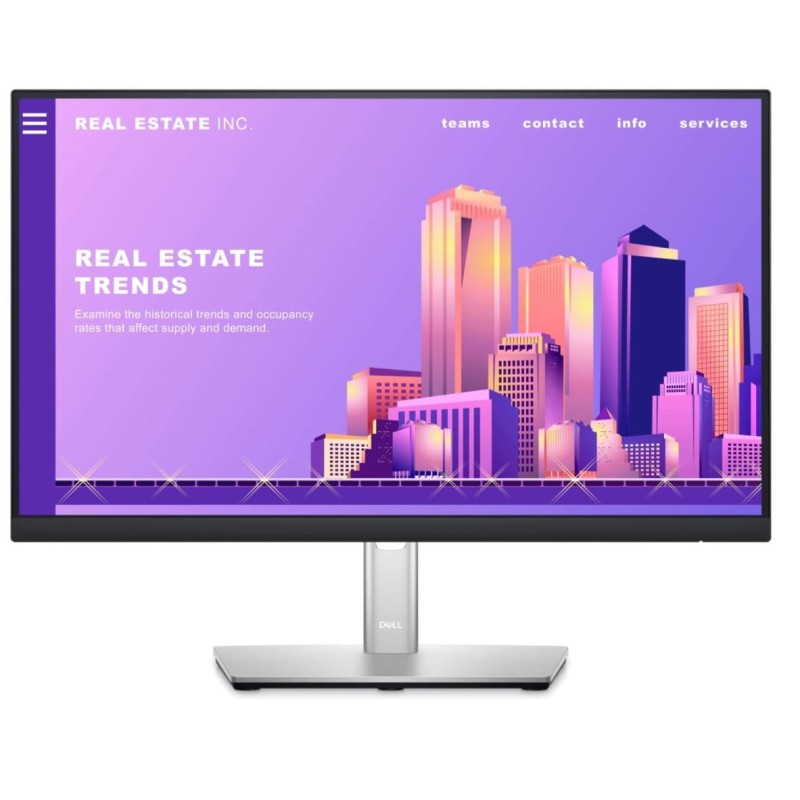 REAL ESTATE INC.
teams contact info services
REAL ESTATE
TRENDS
Examine the historical trends and occupancy
rates that affect supply and demand.
DELL